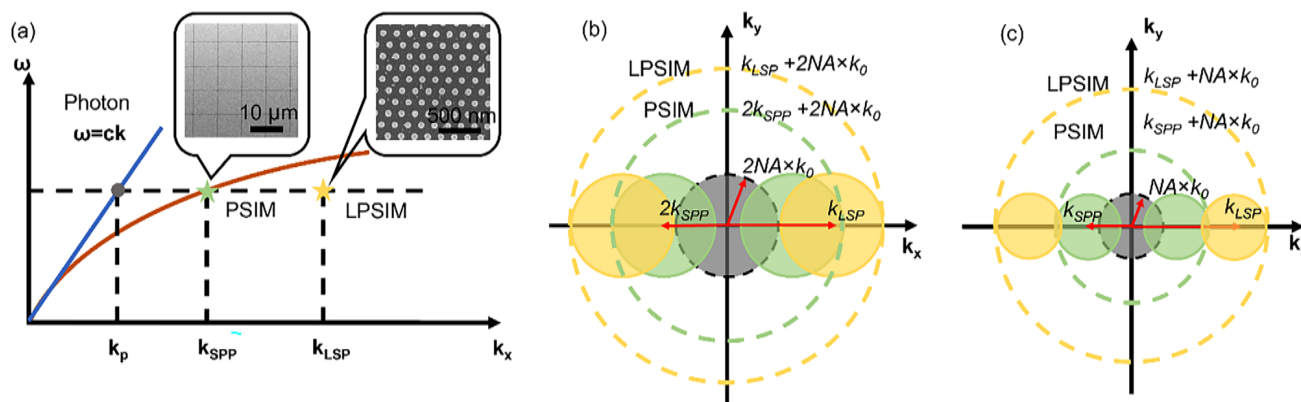 (a)
ω
Photon
ω=ck
10 µm
500 nm
PSIM
LPSIM
k_p
k_SPP
k_LSP
k_x
(b)
k_y
LPSIM
k_LSP +2NA×k_0
PSIM
2k_SPP +2NA×k_0
2NA×k_0
2k_SPP
k_LSP
k_x
(c)
k_y
LPSIM
k_LSP +NA×k_0
PSIM
k_SPP +NA×k_0
NA×k_0
k_SPP
k_LSP
k